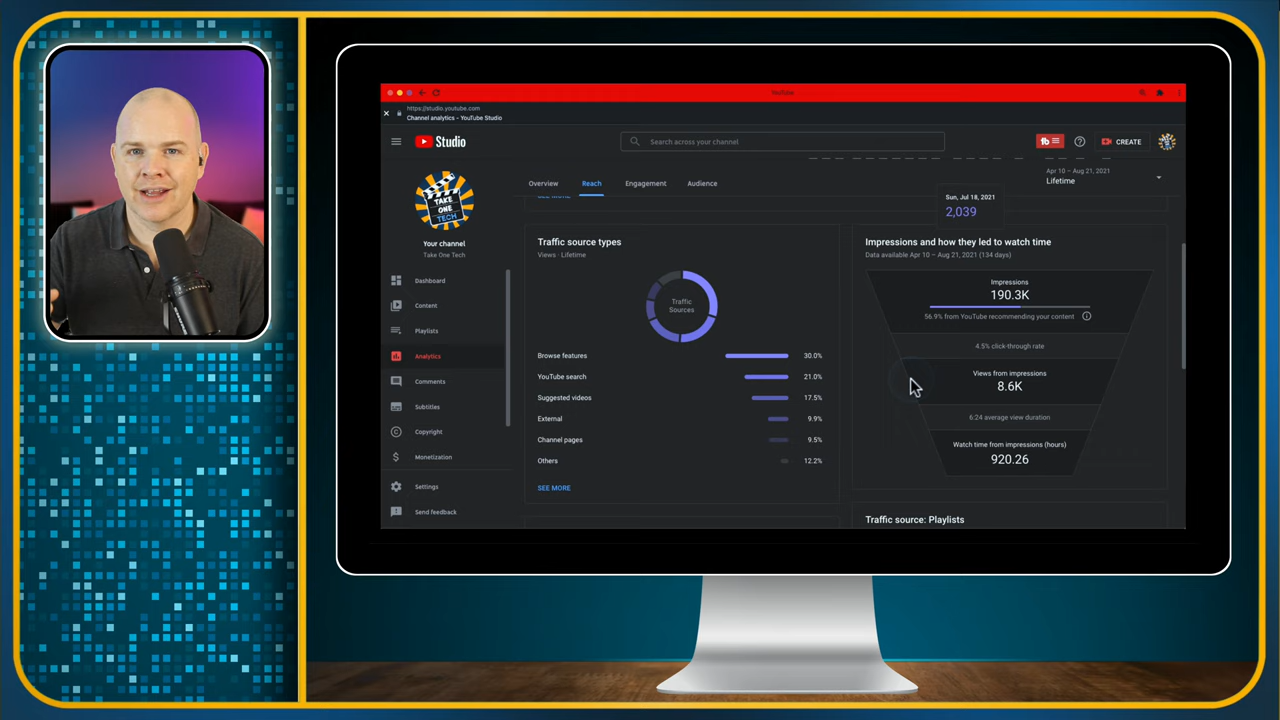 YouTube
https://studio.youtube.com
Channel analytics - YouTube Studio
Studio
Search across your channel
CREATE
Overview
Reach
Engagement
Audience
Apr 10 – Aug 21, 2021
Lifetime
Sun, Jul 18, 2021
2,039
TAKE
ONE
TECH
Your channel
Take One Tech
Dashboard
Content
Playlists
Analytics
Comments
Subtitles
Copyright
Monetization
Settings
Send feedback
Traffic source types
Views · Lifetime
Traffic
Sources
Browse features 30.0%
YouTube search 21.0%
Suggested videos 17.5%
External 9.9%
Channel pages 9.5%
Others 12.2%
SEE MORE
Impressions and how they led to watch time
Data available Apr 10 – Aug 21, 2021 (134 days)
Impressions
190.3K
56.9% from YouTube recommending your content
4.5% click-through rate
Views from impressions
8.6K
6:24 average view duration
Watch time from impressions (hours)
920.26
Traffic source: Playlists